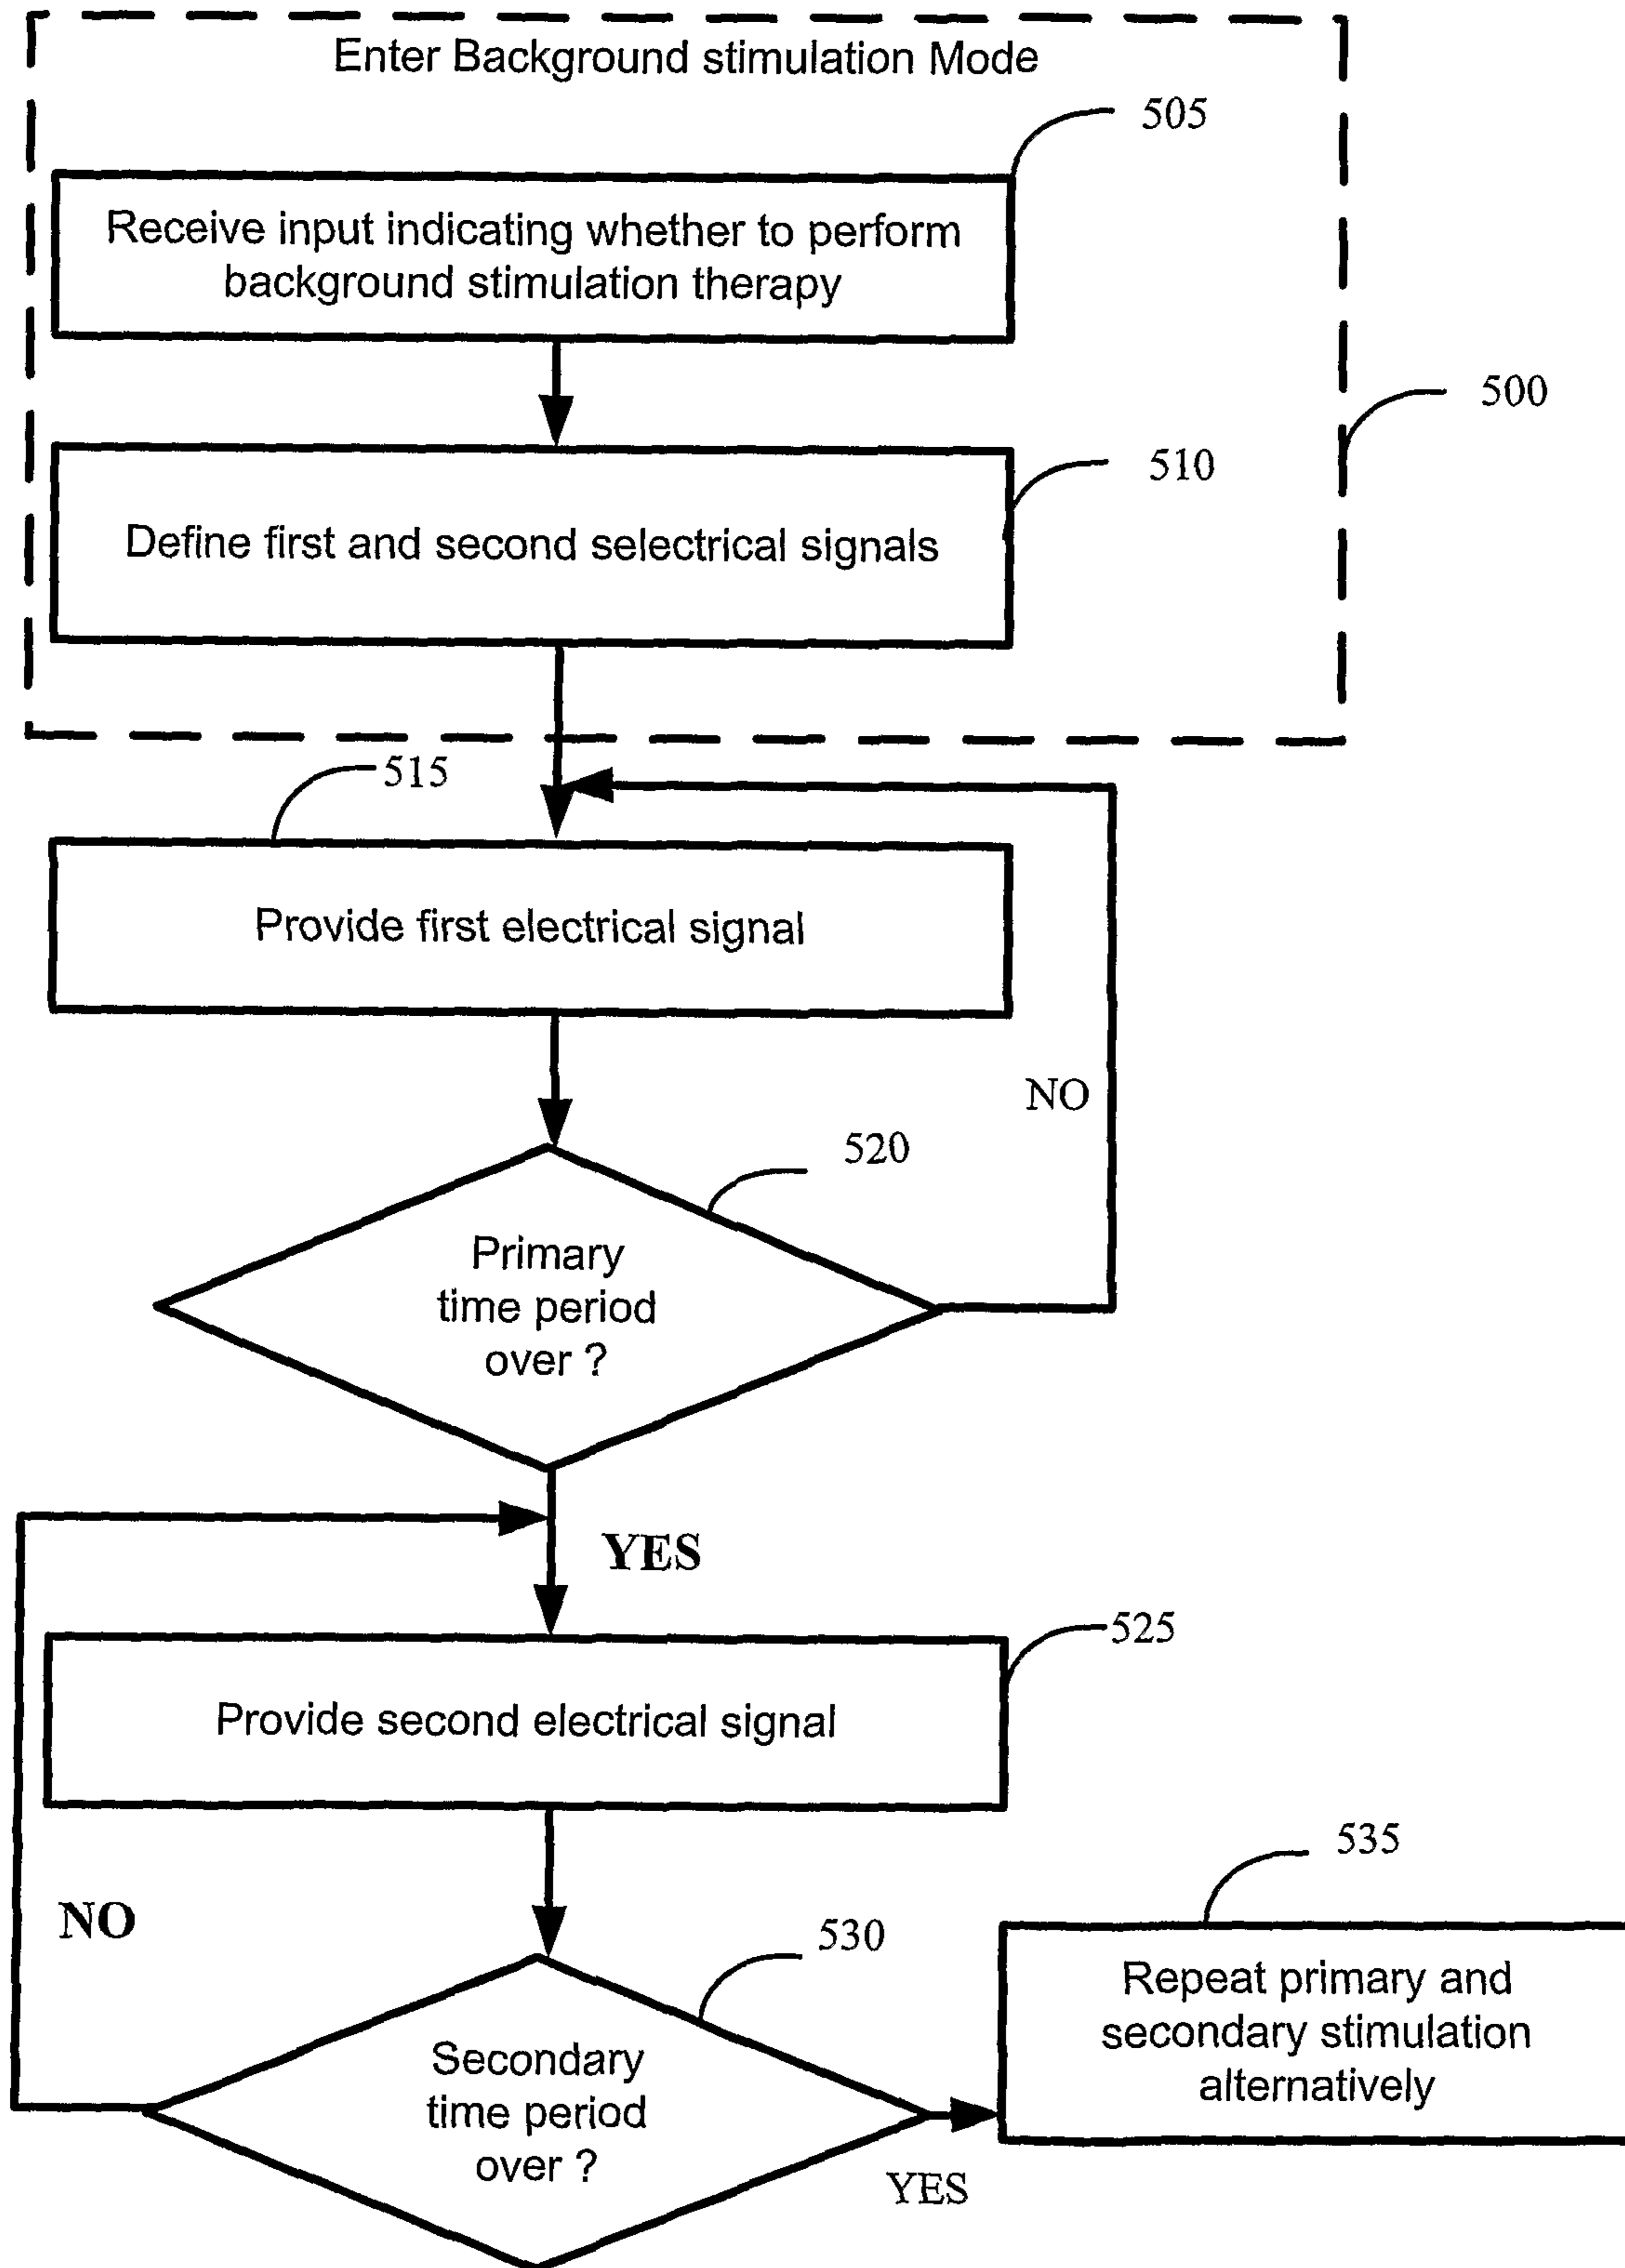 Enter Background stimulation Mode
505
Receive input indicating whether to perform
background stimulation therapy
500
510
Define first and second selectrical signals
515
Provide first electrical signal
NO
520
Primary
time period
over ?
YES
525
Provide second electrical signal
535
NO
530
Repeat primary and
secondary stimulation
alternatively
Secondary
time period
over ?
YES